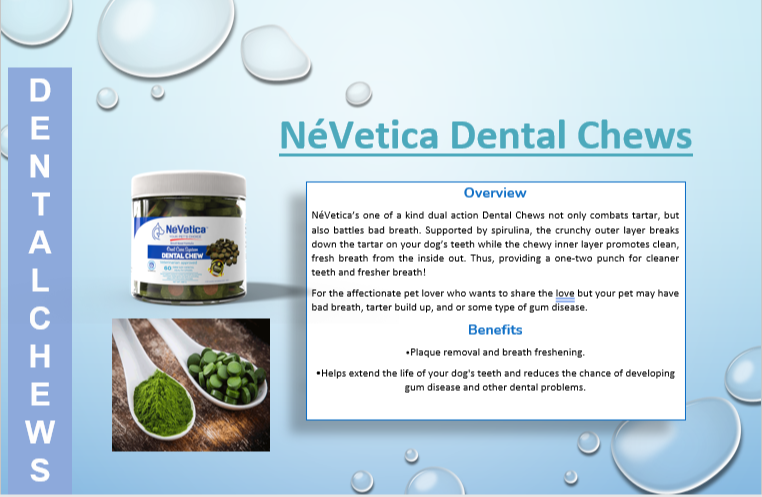 DENTALCHEWS
NéVetica Dental Chews
NéVetica
DENTAL CHEW
Overview
NéVetica's one of a kind dual action Dental Chews not only combats tartar, but
also battles bad breath. Supported by spirulina, the crunchy outer layer breaks
down the tartar on your dog's teeth while the chewy inner layer promotes clean,
fresh breath from the inside out. Thus, providing a one-two punch for cleaner
teeth and fresher breath!
For the affectionate pet lover who wants to share the love but your pet may have
bad breath, tarter build up, and or some type of gum disease.
Benefits
•Plaque removal and breath freshening.
•Helps extend the life of your dog's teeth and reduces the chance of developing
gum disease and other dental problems.